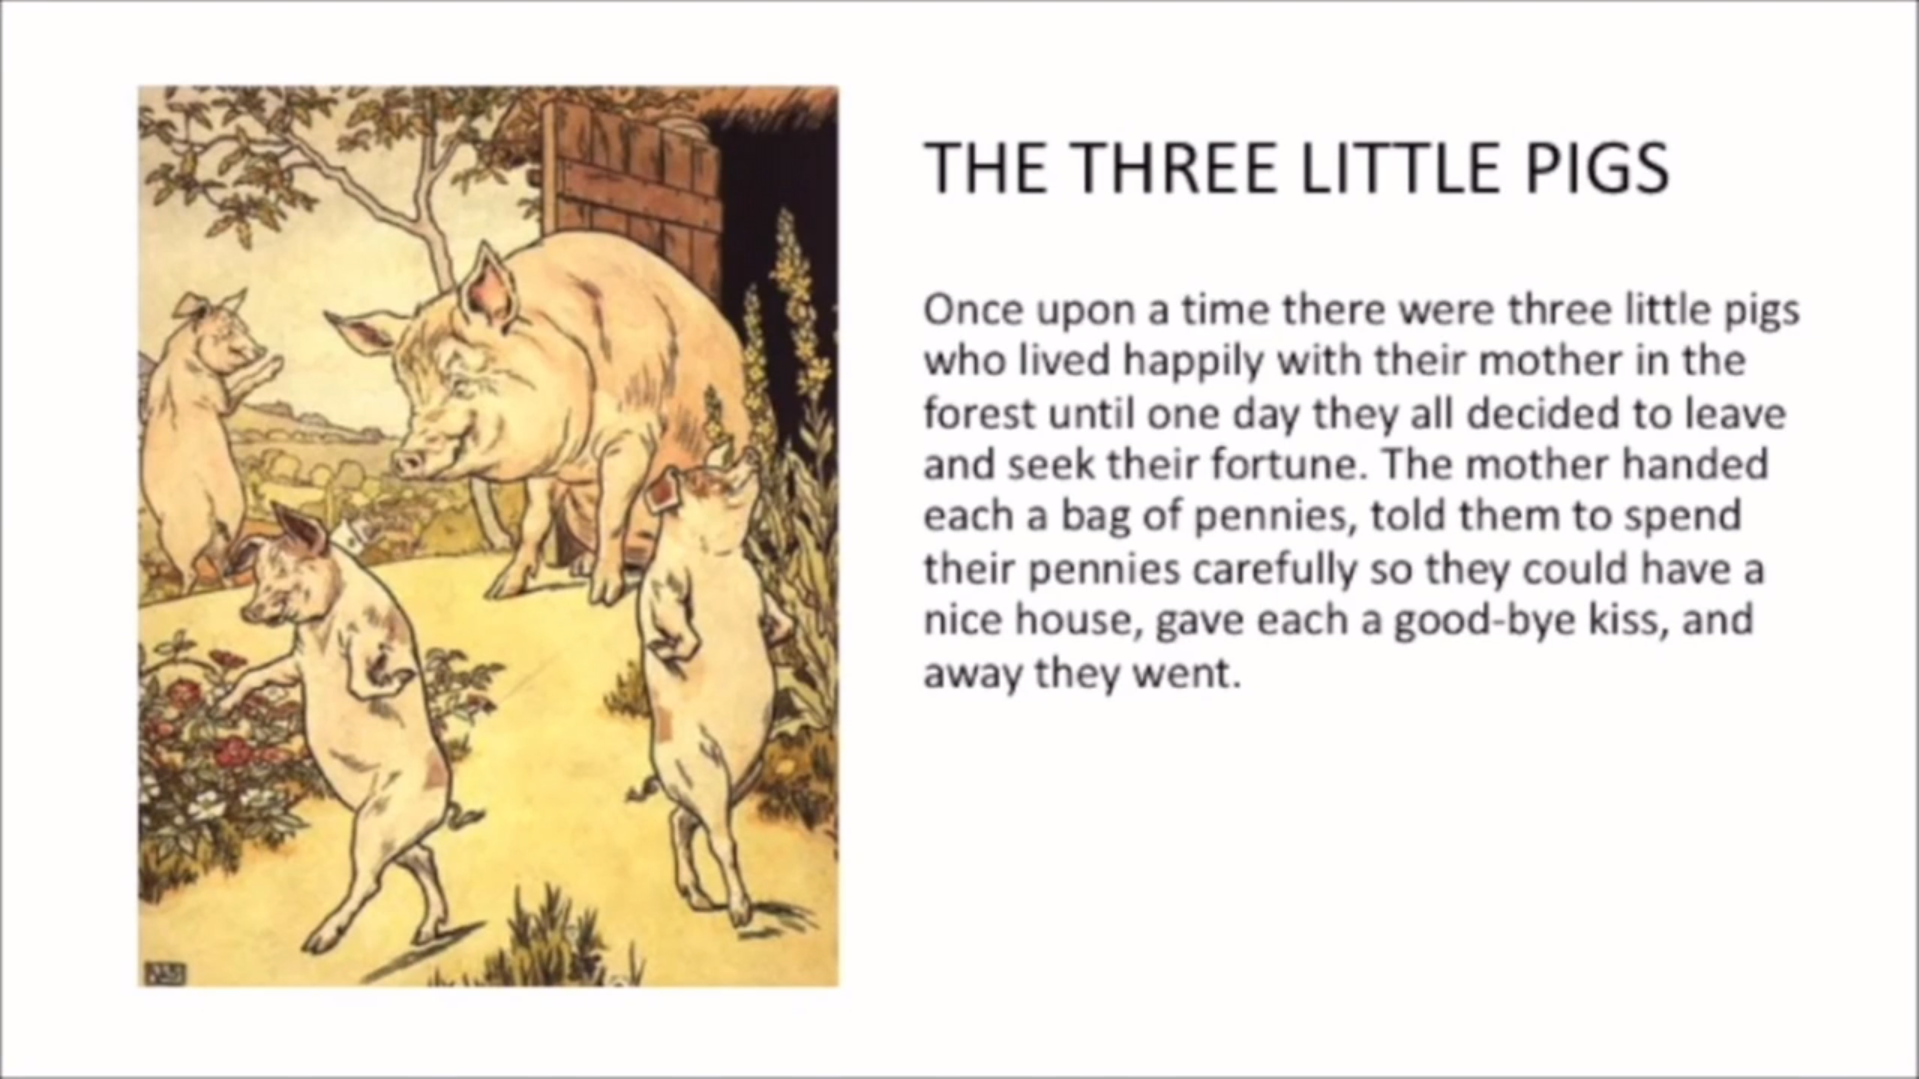 THE THREE LITTLE PIGS
Once upon a time there were three little pigs
who lived happily with their mother in the
forest until one day they all decided to leave
and seek their fortune. The mother handed
each a bag of pennies, told them to spend
their pennies carefully so they could have a
nice house, gave each a good-bye kiss, and
away they went.